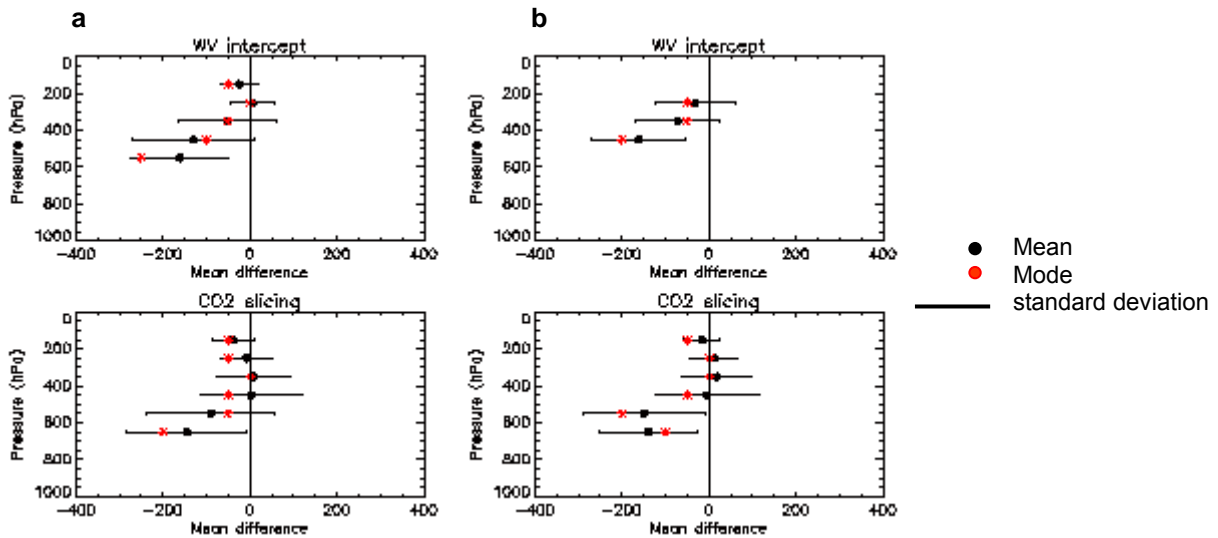 a
b
WV intercept
0
200
400
600
800
1000
Pressure (hPa)
-400 -200 0 200 400
Mean difference
WV intercept
0
200
400
600
800
1000
Pressure (hPa)
-400 -200 0 200 400
Mean difference
CO2 slicing
0
200
400
600
800
1000
Pressure (hPa)
-400 -200 0 200 400
Mean difference
CO2 slicing
0
200
400
600
800
1000
Pressure (hPa)
-400 -200 0 200 400
Mean difference
Mean
Mode
standard deviation